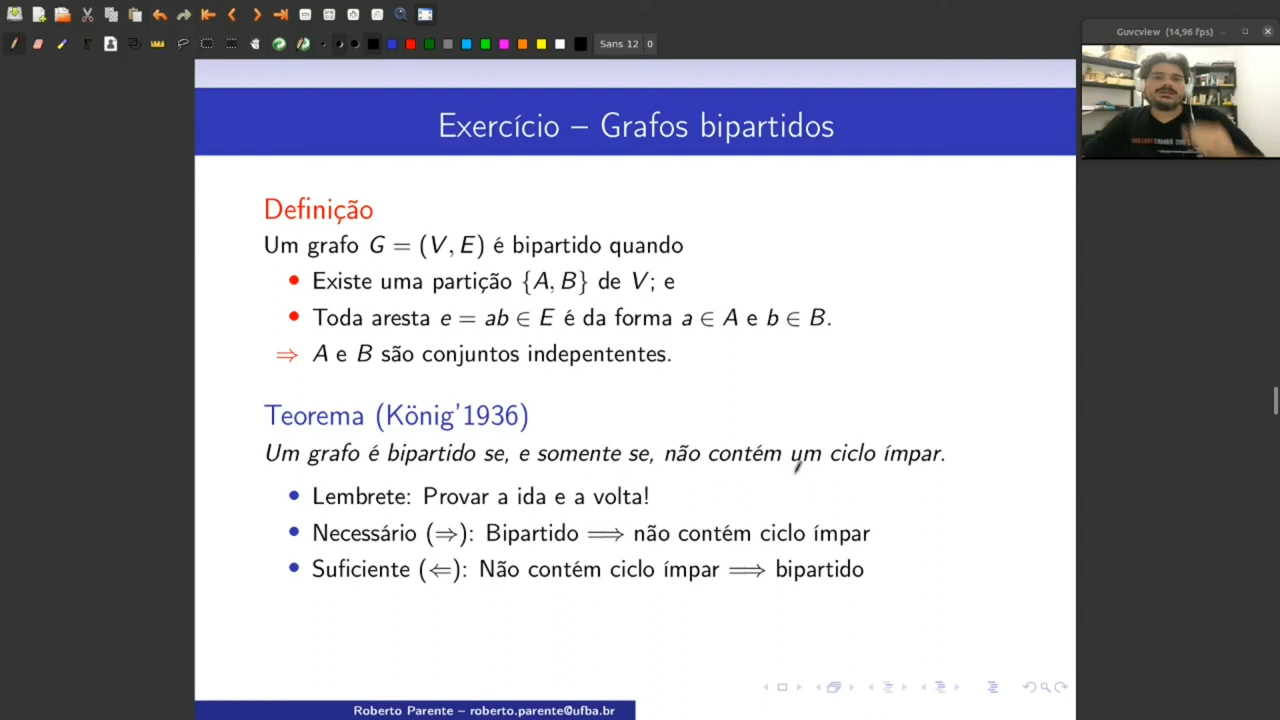 Sans 12
0
Guvcview (14,96 fps)
Exercício – Grafos bipartidos
Definição
Um grafo G = (V, E) é bipartido quando
• Existe uma partição {A, B} de V; e
• Toda aresta e = ab ∈ E é da forma a ∈ A e b ∈ B.
⇒ A e B são conjuntos indepententes.
Teorema (König'1936)
Um grafo é bipartido se, e somente se, não contém um ciclo ímpar.
• Lembrete: Provar a ida e a volta!
• Necessário (⇒): Bipartido ⟹ não contém ciclo ímpar
• Suficiente (⇐): Não contém ciclo ímpar ⟹ bipartido
Roberto Parente – roberto.parente@ufba.br